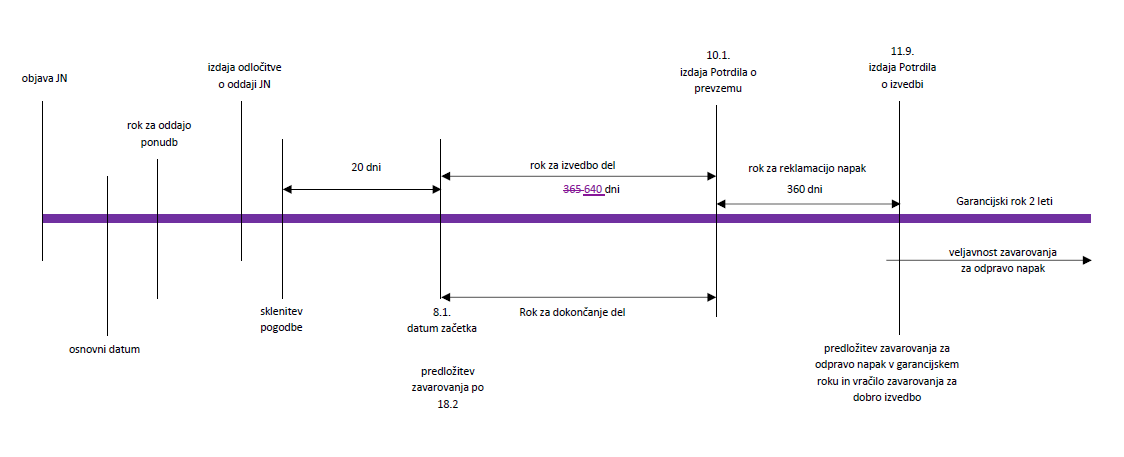 objava JN
rok za oddajo
ponudb
izdaja odločitve
o oddaji JN
10.1.
izdaja Potrdila o
prevzemu
11.9.
izdaja Potrdila
o izvedbi
20 dni
rok za izvedbo del
365 640 dni
rok za reklamacijo napak
360 dni
Garancijski rok 2 leti
veljavnost zavarovanja
za odpravo napak
osnovni datum
sklenitev
pogodbe
8.1.
datum začetka
predložitev
zavarovanja po
18.2
Rok za dokončanje del
predložitev zavarovanja za
odpravo napak v garancijskem
roku in vračilo zavarovanja za
dobro izvedbo